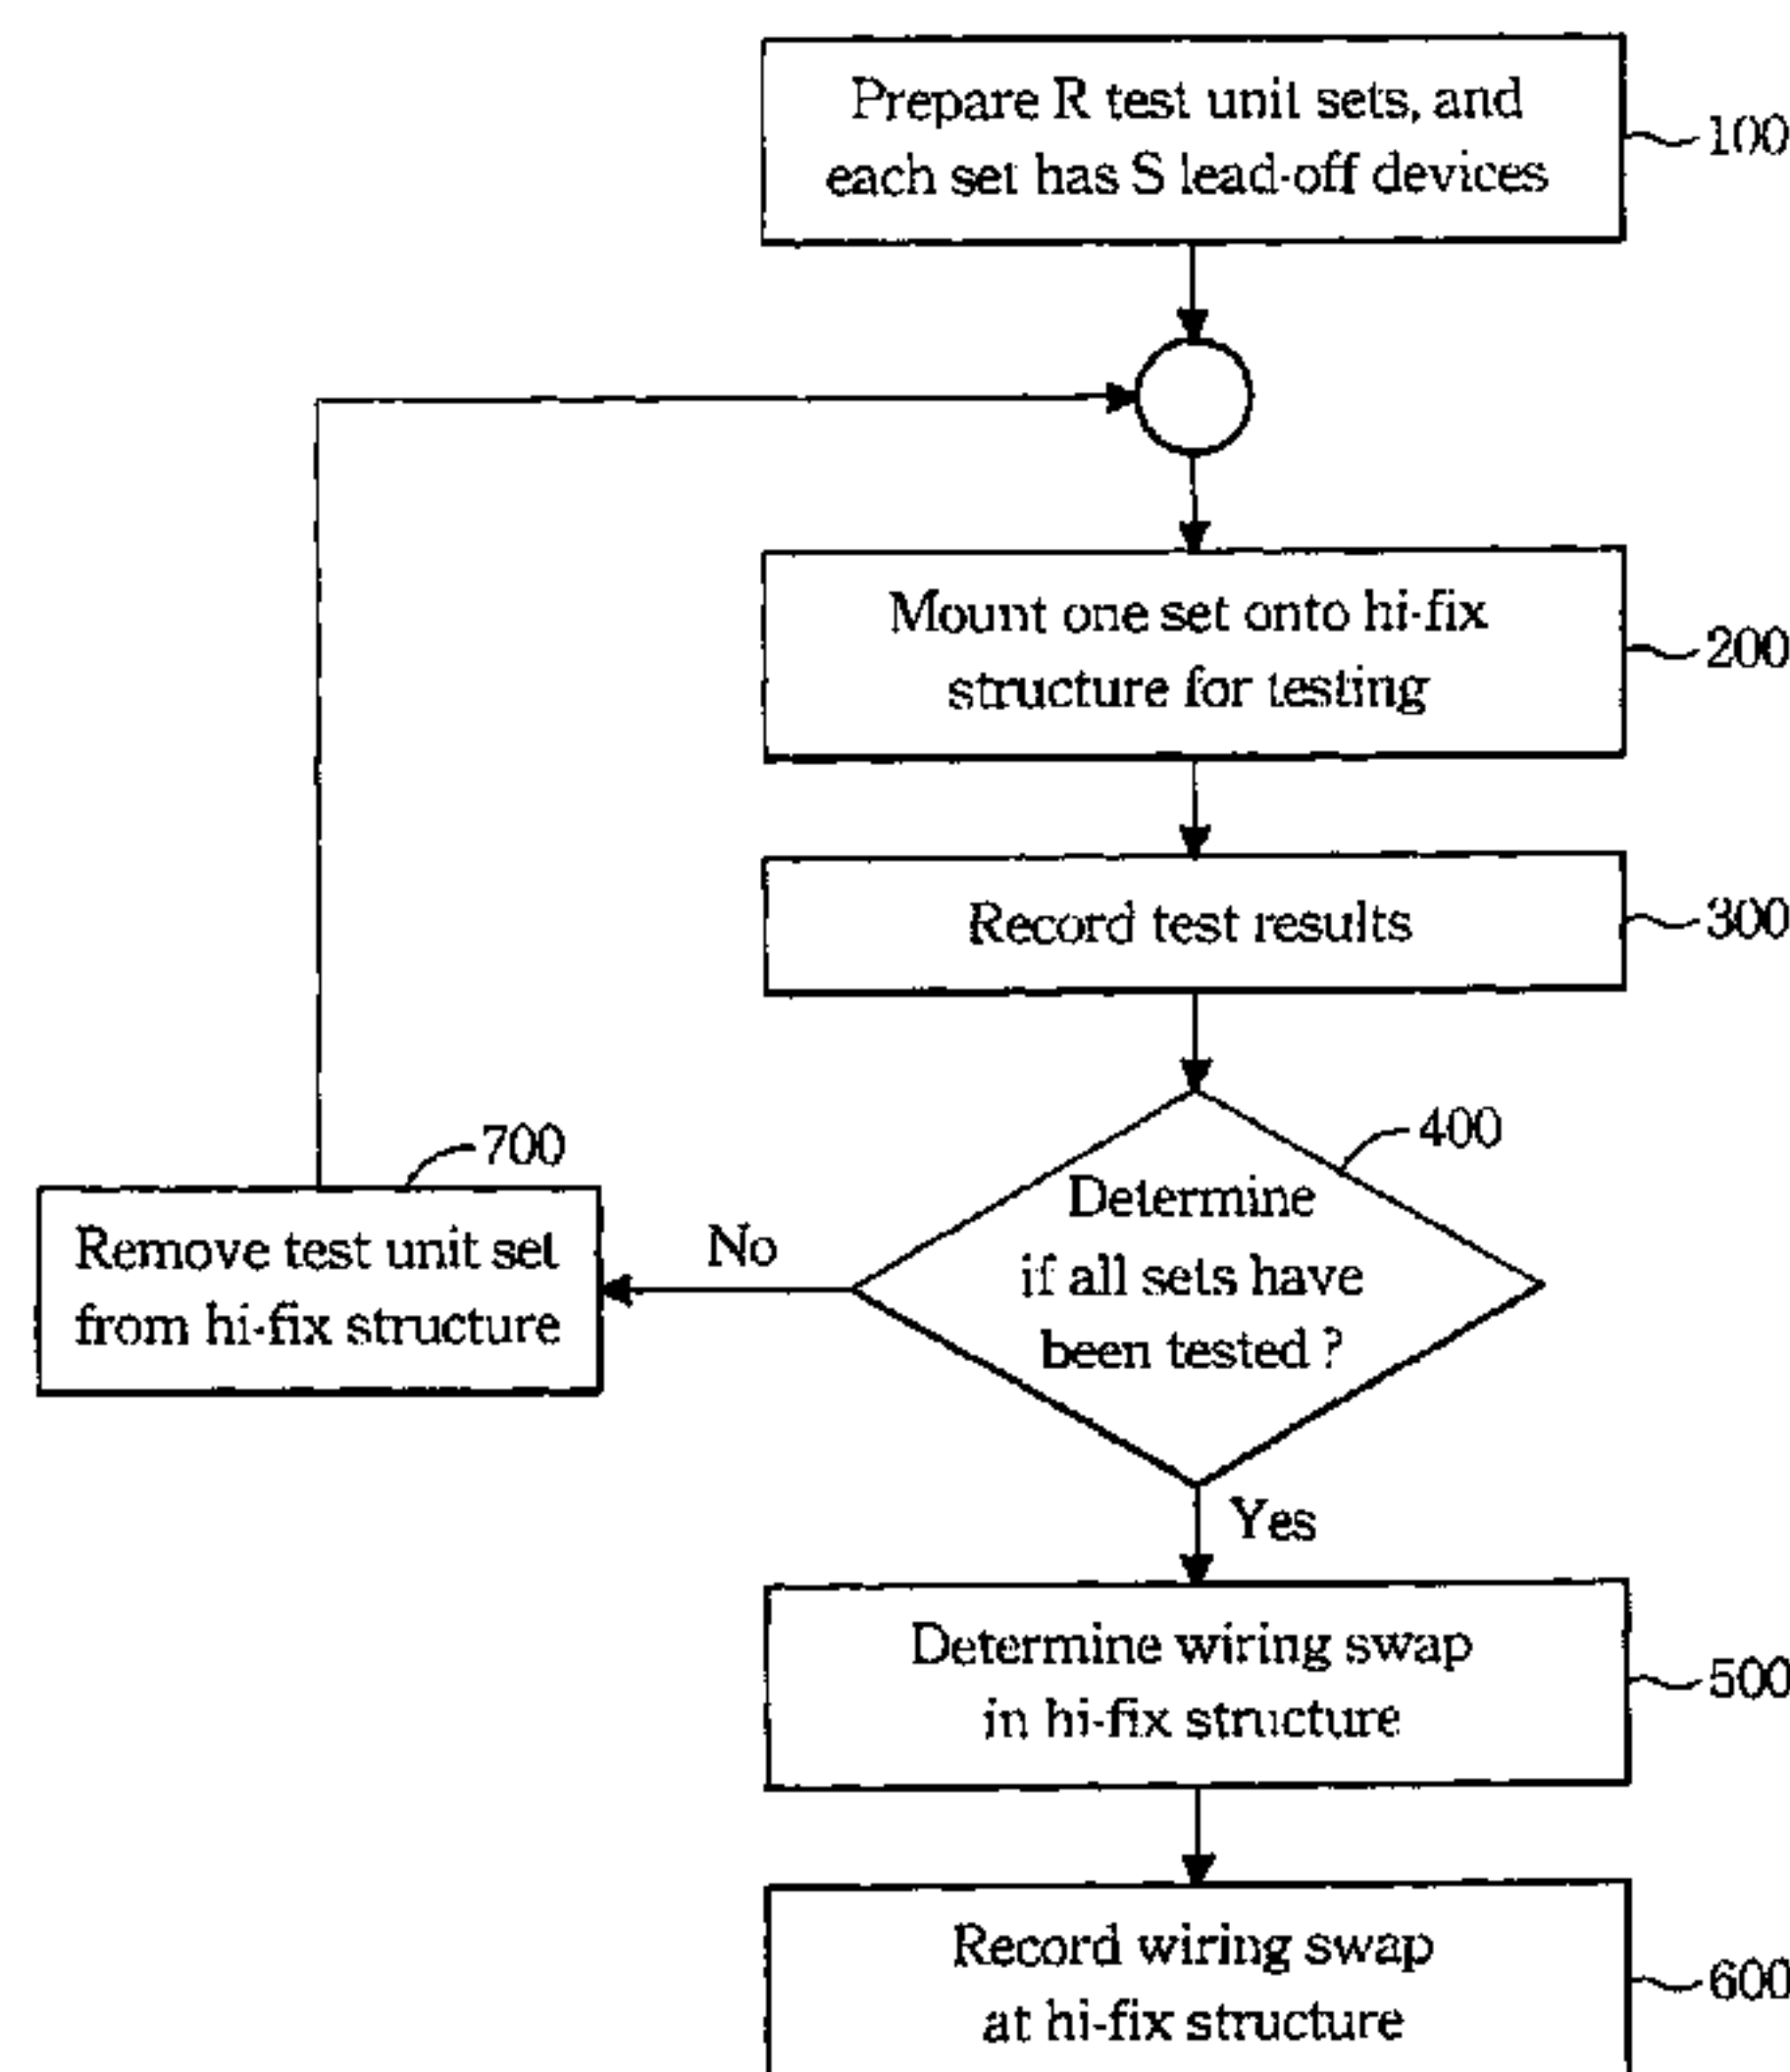 Prepare R test unit sets, and
each set has S lead-off devices
100
Mount one set onto hi-fix
structure for testing
200
Record test results
300
400
Determine
if all sets have
been tested ?
No
700
Remove test unit set
from hi-fix structure
Yes
Determine wiring swap
in hi-fix structure
500
Record wiring swap
at hi-fix structure
600